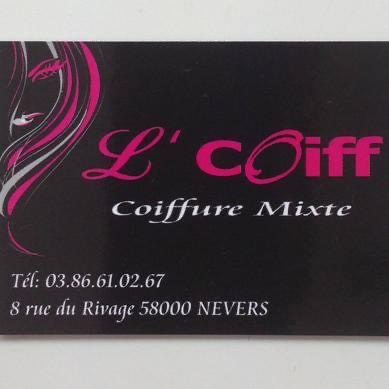 L'Coiff
Coiffure Mixte
Tél: 03.86.61.02.67
8 rue du Rivage 58000 NEVERS